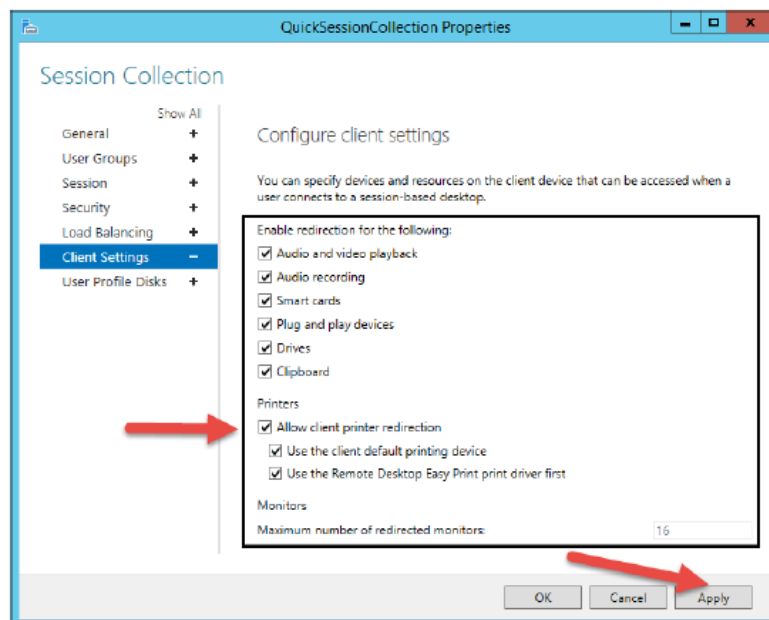 QuickSessionCollection Properties
Session Collection
Show All
General
User Groups
Session
Security
Load Balancing
Client Settings
User Profile Disks
Configure client settings
You can specify devices and resources on the client device that can be accessed when a
user connects to a session-based desktop.
Enable redirection for the following:
Audio and video playback
Audio recording
Smart cards
Plug and play devices
Drives
Clipboard
Printers
Allow client printer redirection
Use the client default printing device
Use the Remote Desktop Easy Print print driver first
Monitors
Maximum number of redirected monitors: 16
OK Cancel Apply